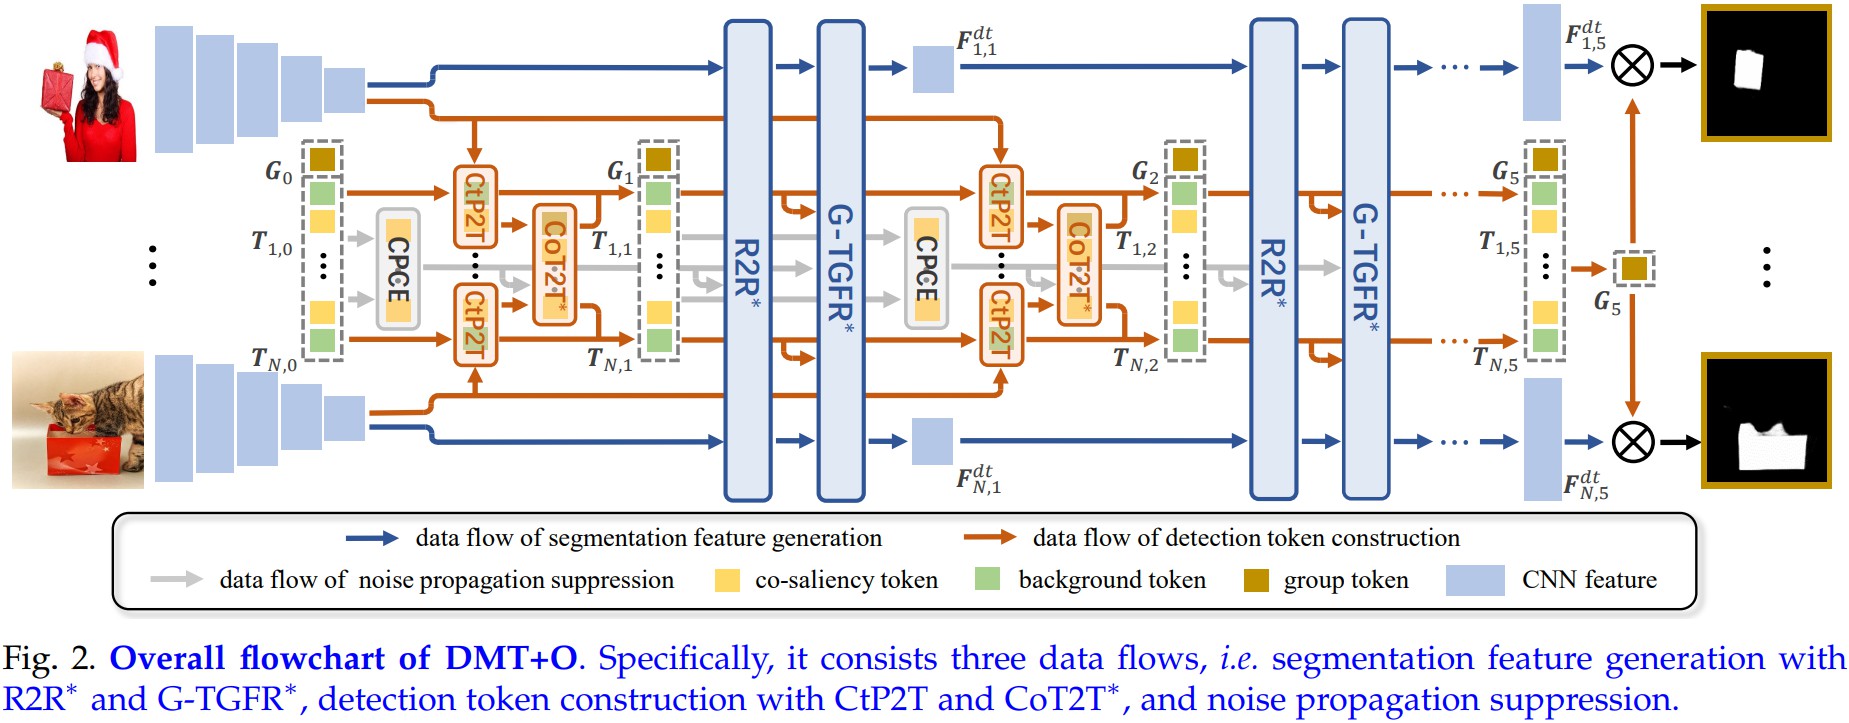 F^{dt}_{1,1}
F^{dt}_{1,5}
G_0
G_1
G_2
G_5
CtP2T
CtP2T
T_{1,0}
CPCE
CoT2T*
T_{1,1}
R2R*
G-TGFR*
CPCE
CoT2T*
T_{1,2}
R2R*
G-TGFR*
T_{1,5}
G_5
CtP2T
CtP2T
T_{N,0}
T_{N,1}
T_{N,2}
T_{N,5}
F^{dt}_{N,1}
F^{dt}_{N,5}
data flow of segmentation feature generation
data flow of detection token construction
data flow of noise propagation suppression
co-saliency token
background token
group token
CNN feature
Fig. 2. Overall flowchart of DMT+O. Specifically, it consists three data flows, i.e. segmentation feature generation with
R2R* and G-TGFR*, detection token construction with CtP2T and CoT2T*, and noise propagation suppression.